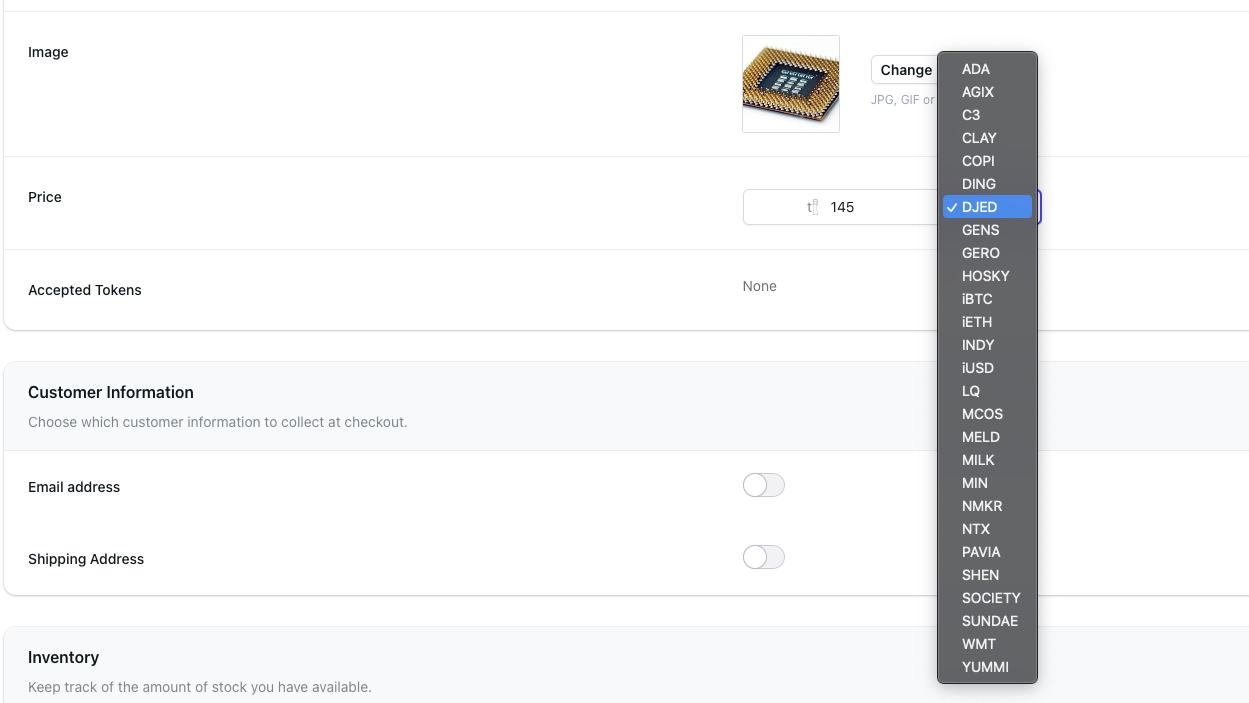 Image
Change
JPG, GIF or
Price
145
Accepted Tokens
None
ADA
AGIX
C3
CLAY
COPI
DING
DJED
GENS
GERO
HOSKY
iBTC
iETH
INDY
iUSD
LQ
MCOS
MELD
MILK
MIN
NMKR
NTX
PAVIA
SHEN
SOCIETY
SUNDAE
WMT
YUMMI
Customer Information
Choose which customer information to collect at checkout.
Email address
Shipping Address
Inventory
Keep track of the amount of stock you have available.